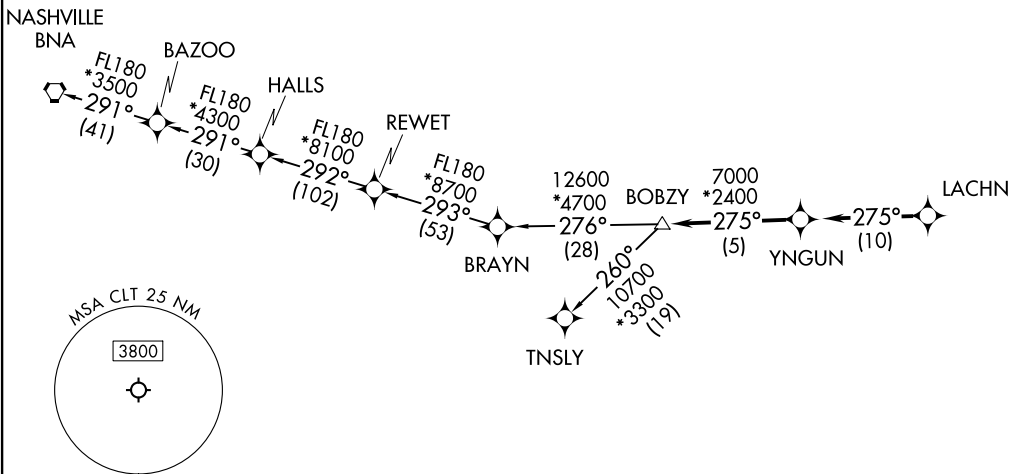 NASHVILLE
BNA
FL180
*3500
291°
(41)
BAZOO
FL180
*4300
291°
(30)
HALLS
FL180
*8100
292°
(102)
REWET
FL180
*8700
293°
(53)
BRAYN
12600
*4700
276°
(28)
BOBZY
7000
*2400
275°
(5)
YNGUN
275°
(10)
LACHN
260°
10700
*3300
(19)
TNSLY
MSA CLT 25 NM
3800